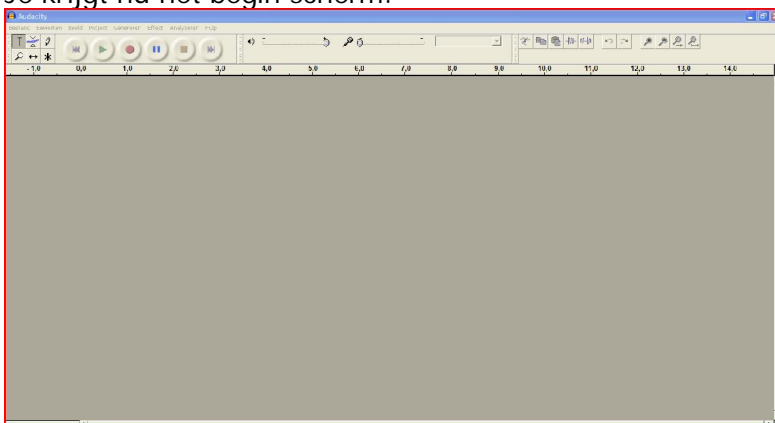 Je krijgt nu het begin scherm:
Audacity
Bestand Bewerken Beeld Project Genereren Effect Analyseren Hulp
- 1,0 0,0 1,0 2,0 3,0 4,0 5,0 6,0 7,0 8,0 9,0 10,0 11,0 12,0 13,0 14,0